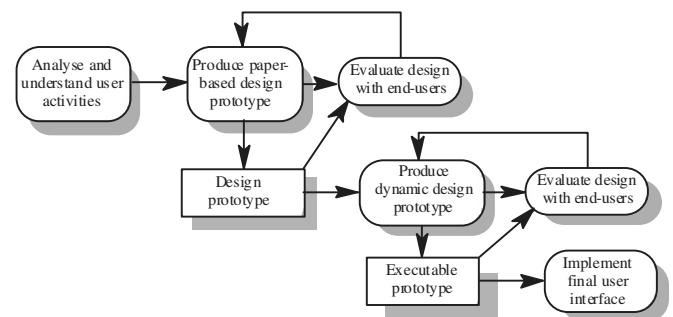 Analyse and
understand user
activities
Produce paper-
based design
prototype
Evaluate design
with end-users
Design
prototype
Produce
dynamic design
prototype
Evaluate design
with end-users
Executable
prototype
Implement
final user
interface